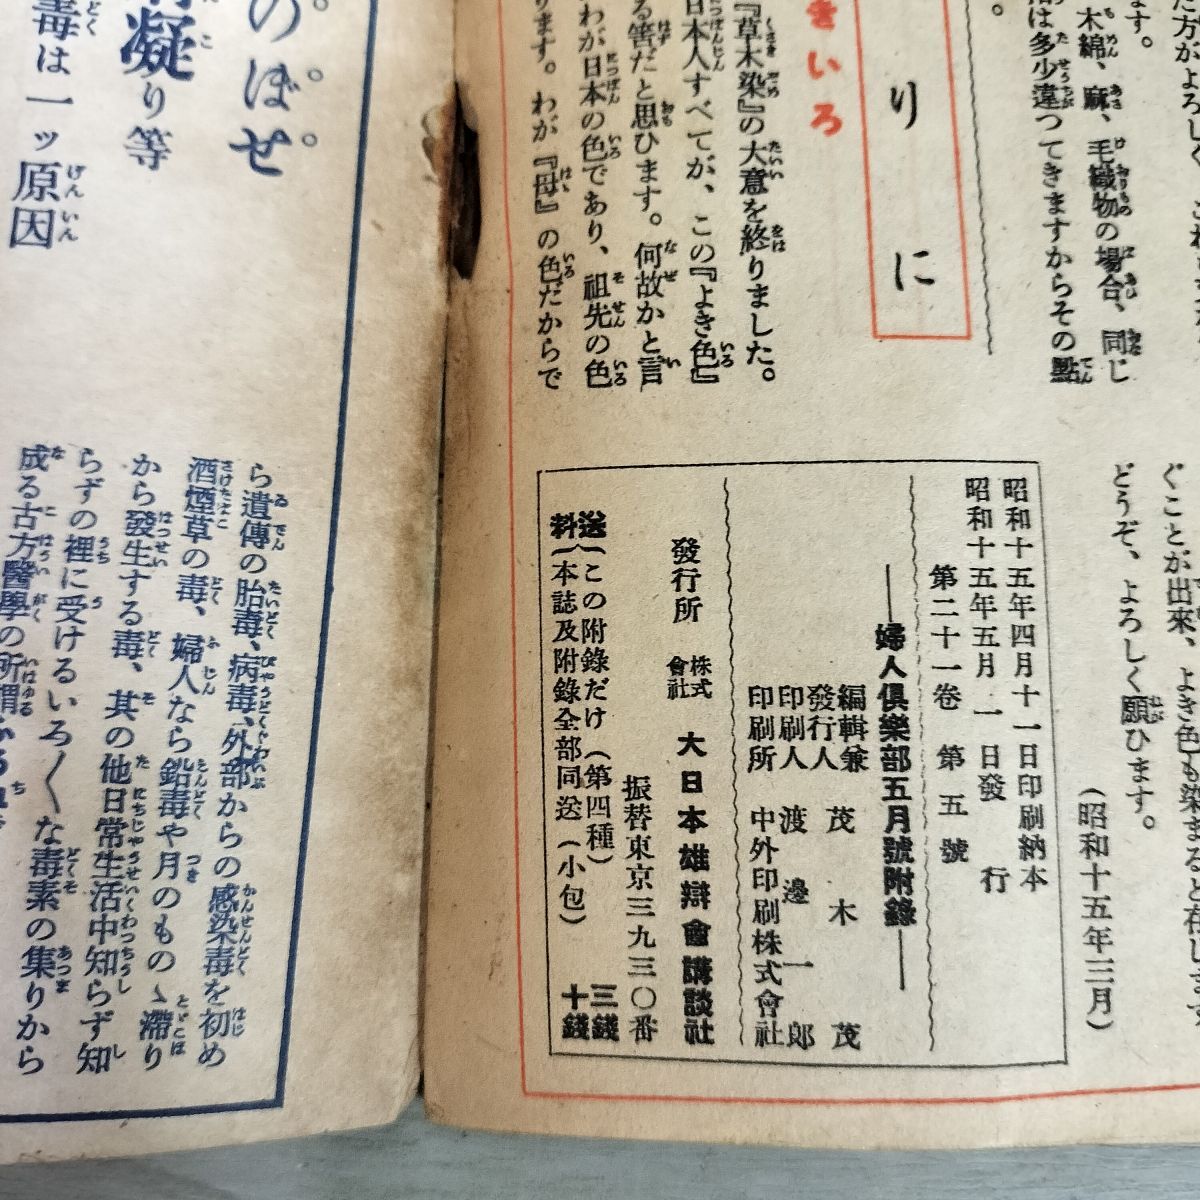 た方がよろしく
ます。
木綿、麻、毛織物の場合、同じ
は多少違つてきますからその點
りに
きいろ
『草木染』の大意を終りました。
日本人すべてが、この『よき色』
る筈だと思ひます。何故かと言
わが日本の色であり、祖先の色
ります。わが『母』の色だからで
ぐことが出來、よき色も染まると存じます
どうぞ、よろしく願ひます。
(昭和十五年三月)
昭和十五年四月十一日印刷納本
昭和十五年五月一日發行
第二十一卷 第五號
―婦人俱樂部五月號附錄―
編輯兼發行人 茂木茂
印刷人 渡邊一郎
印刷所 中外印刷株式會社
發行所 株式會社 大日本雄辯會講談社
振替東京三九三〇番
送料(この附錄だけ(第四種) 三錢
(本誌及附錄全部同送(小包) 十錢
のぼせ
凝り等
毒は一ッ原因
ら遺傳の胎毒、病毒、外部からの感染毒を初め
酒煙草の毒、婦人なら鉛毒や月のものゝ滯り
から發生する毒、其の他日常生活中知らず知
らずの裡に受けるいろ〱な毒素の集りから
成る古方醫學の所謂